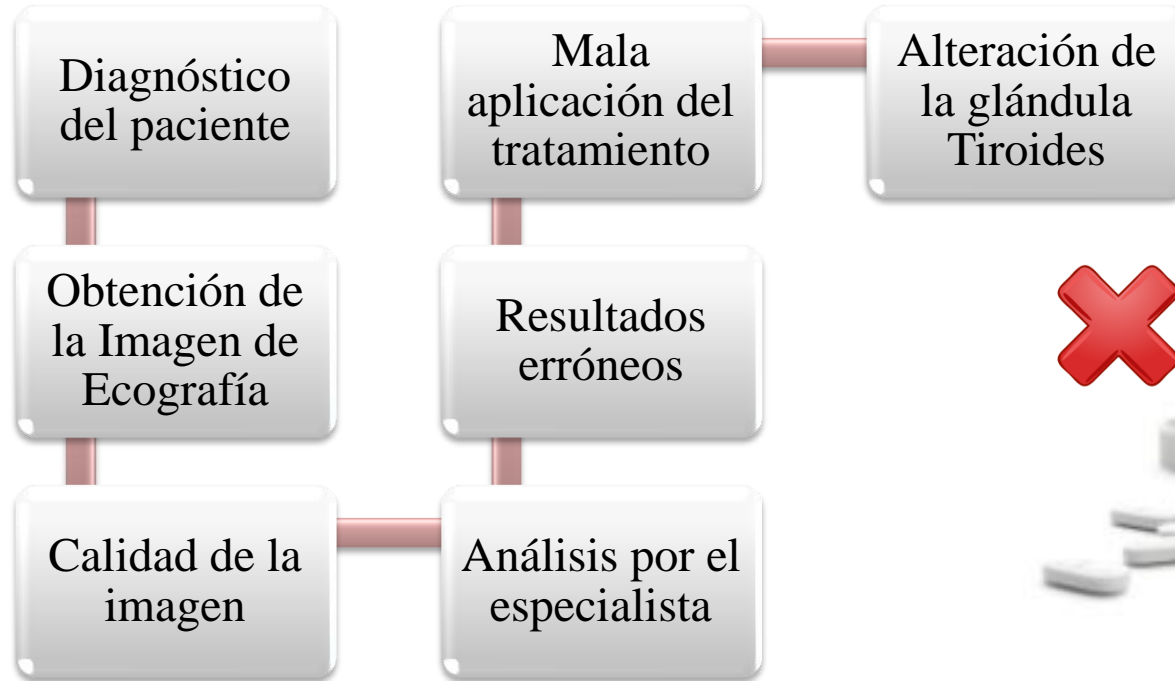 Diagnóstico
del paciente
Obtención de
la Imagen de
Ecografía
Calidad de la
imagen
Análisis por el
especialista
Resultados
erróneos
Mala
aplicación del
tratamiento
Alteración de
la glándula
Tiroides